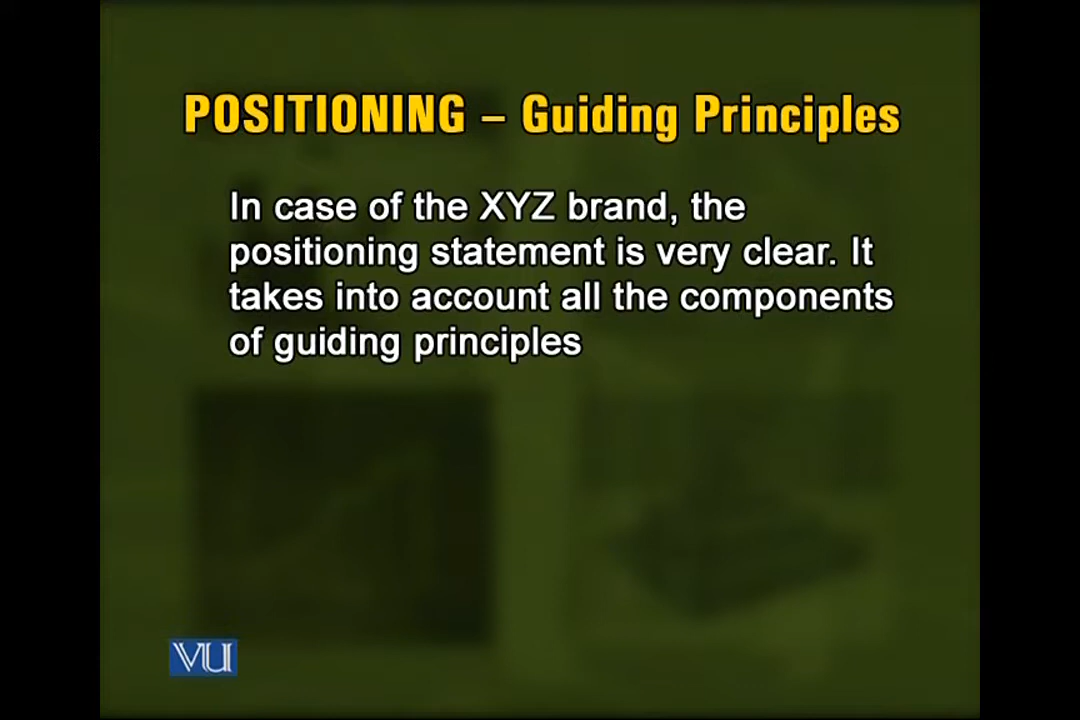 POSITIONING – Guiding Principles
In case of the XYZ brand, the
positioning statement is very clear. It
takes into account all the components
of guiding principles
VU